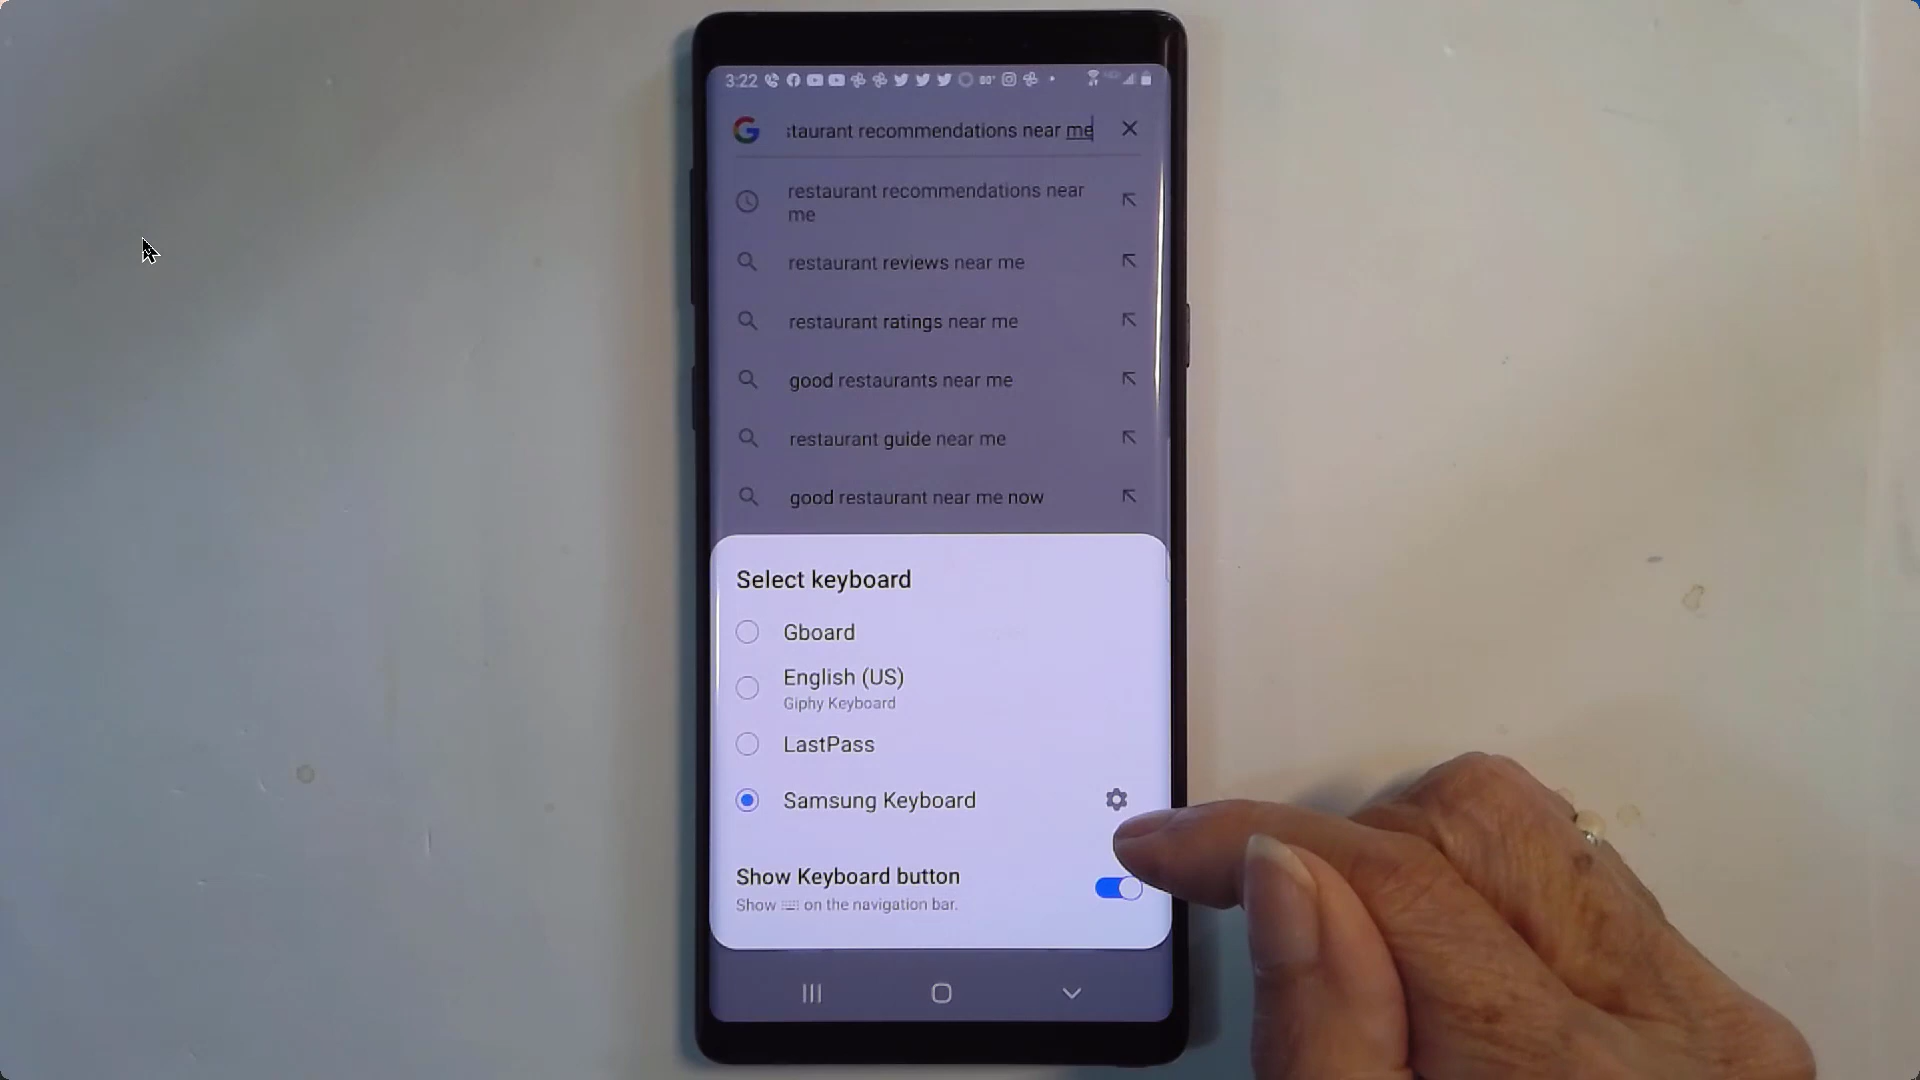 3:22 80°
staurant recommendations near me
restaurant recommendations near
me
restaurant reviews near me
restaurant ratings near me
good restaurants near me
restaurant guide near me
good restaurant near me now
Select keyboard
Gboard
English (US)
Giphy Keyboard
LastPass
Samsung Keyboard
Show Keyboard button
Show on the navigation bar.